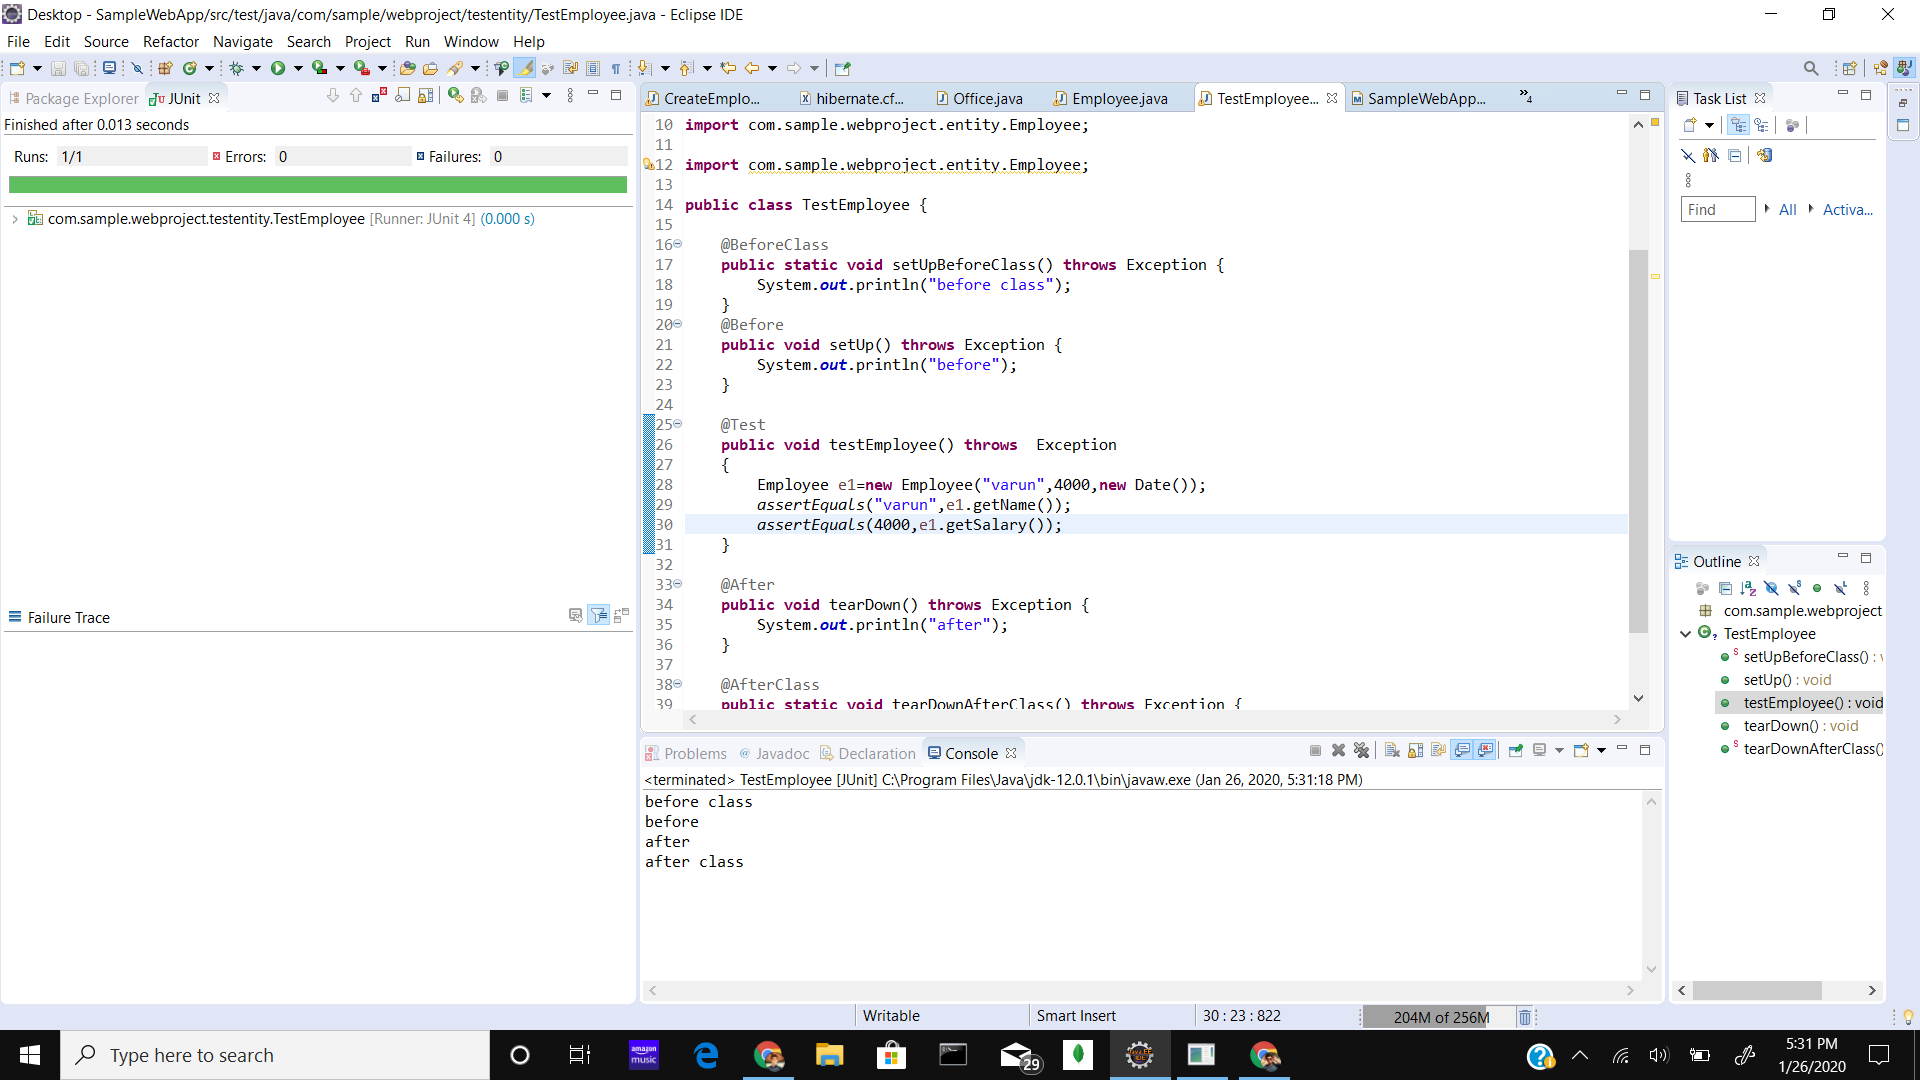 Desktop - SampleWebApp/src/test/java/com/sample/webproject/testentity/TestEmployee.java - Eclipse IDE
File Edit Source Refactor Navigate Search Project Run Window Help
Package Explorer JUnit
Finished after 0.013 seconds
Runs: 1/1 Errors: 0 Failures: 0
com.sample.webproject.testentity.TestEmployee [Runner: JUnit 4] (0.000 s)
Failure Trace
CreateEmplo... hibernate.cf... Office.java Employee.java TestEmployee... SampleWebApp... »4
10 import com.sample.webproject.entity.Employee;
11
12 import com.sample.webproject.entity.Employee;
13
14 public class TestEmployee {
15
16 @BeforeClass
17 public static void setUpBeforeClass() throws Exception {
18 System.out.println("before class");
19 }
20 @Before
21 public void setUp() throws Exception {
22 System.out.println("before");
23 }
24
25 @Test
26 public void testEmployee() throws  Exception
27 {
28 Employee e1=new Employee("varun",4000,new Date());
29 assertEquals("varun",e1.getName());
30 assertEquals(4000,e1.getSalary());
31 }
32
33 @After
34 public void tearDown() throws Exception {
35 System.out.println("after");
36 }
37
38 @AfterClass
39 public static void tearDownAfterClass() throws Exception {
Problems Javadoc Declaration Console
<terminated> TestEmployee [JUnit] C:\Program Files\Java\jdk-12.0.1\bin\javaw.exe (Jan 26, 2020, 5:31:18 PM)
before class
before
after
after class
Task List
Find All Activa...
Outline
com.sample.webproject
TestEmployee
setUpBeforeClass() : v
setUp() : void
testEmployee() : void
tearDown() : void
tearDownAfterClass()
Writable Smart Insert 30 : 23 : 822 204M of 256M
Type here to search
amazon music
29
JAVA EE IDE
5:31 PM
1/26/2020